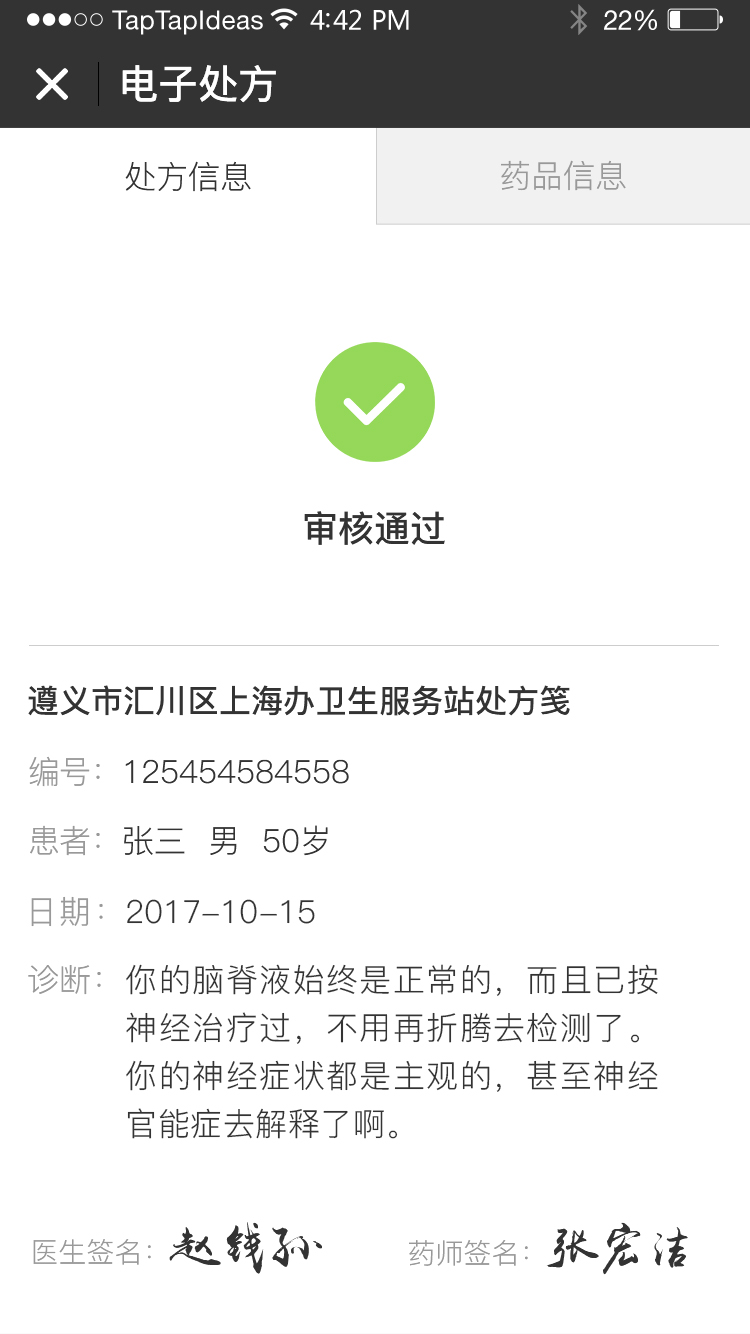 TapTapIdeas 4:42 PM 22%
电子处方
处方信息 药品信息
审核通过
遵义市汇川区上海办卫生服务站处方笺
编号：125454584558
患者：张三 男 50岁
日期：2017-10-15
诊断：你的脑脊液始终是正常的，而且已按
神经治疗过，不用再折腾去检测了。
你的神经症状都是主观的，甚至神经
官能症去解释了啊。
医生签名：赵钱孙 药师签名：张宏洁